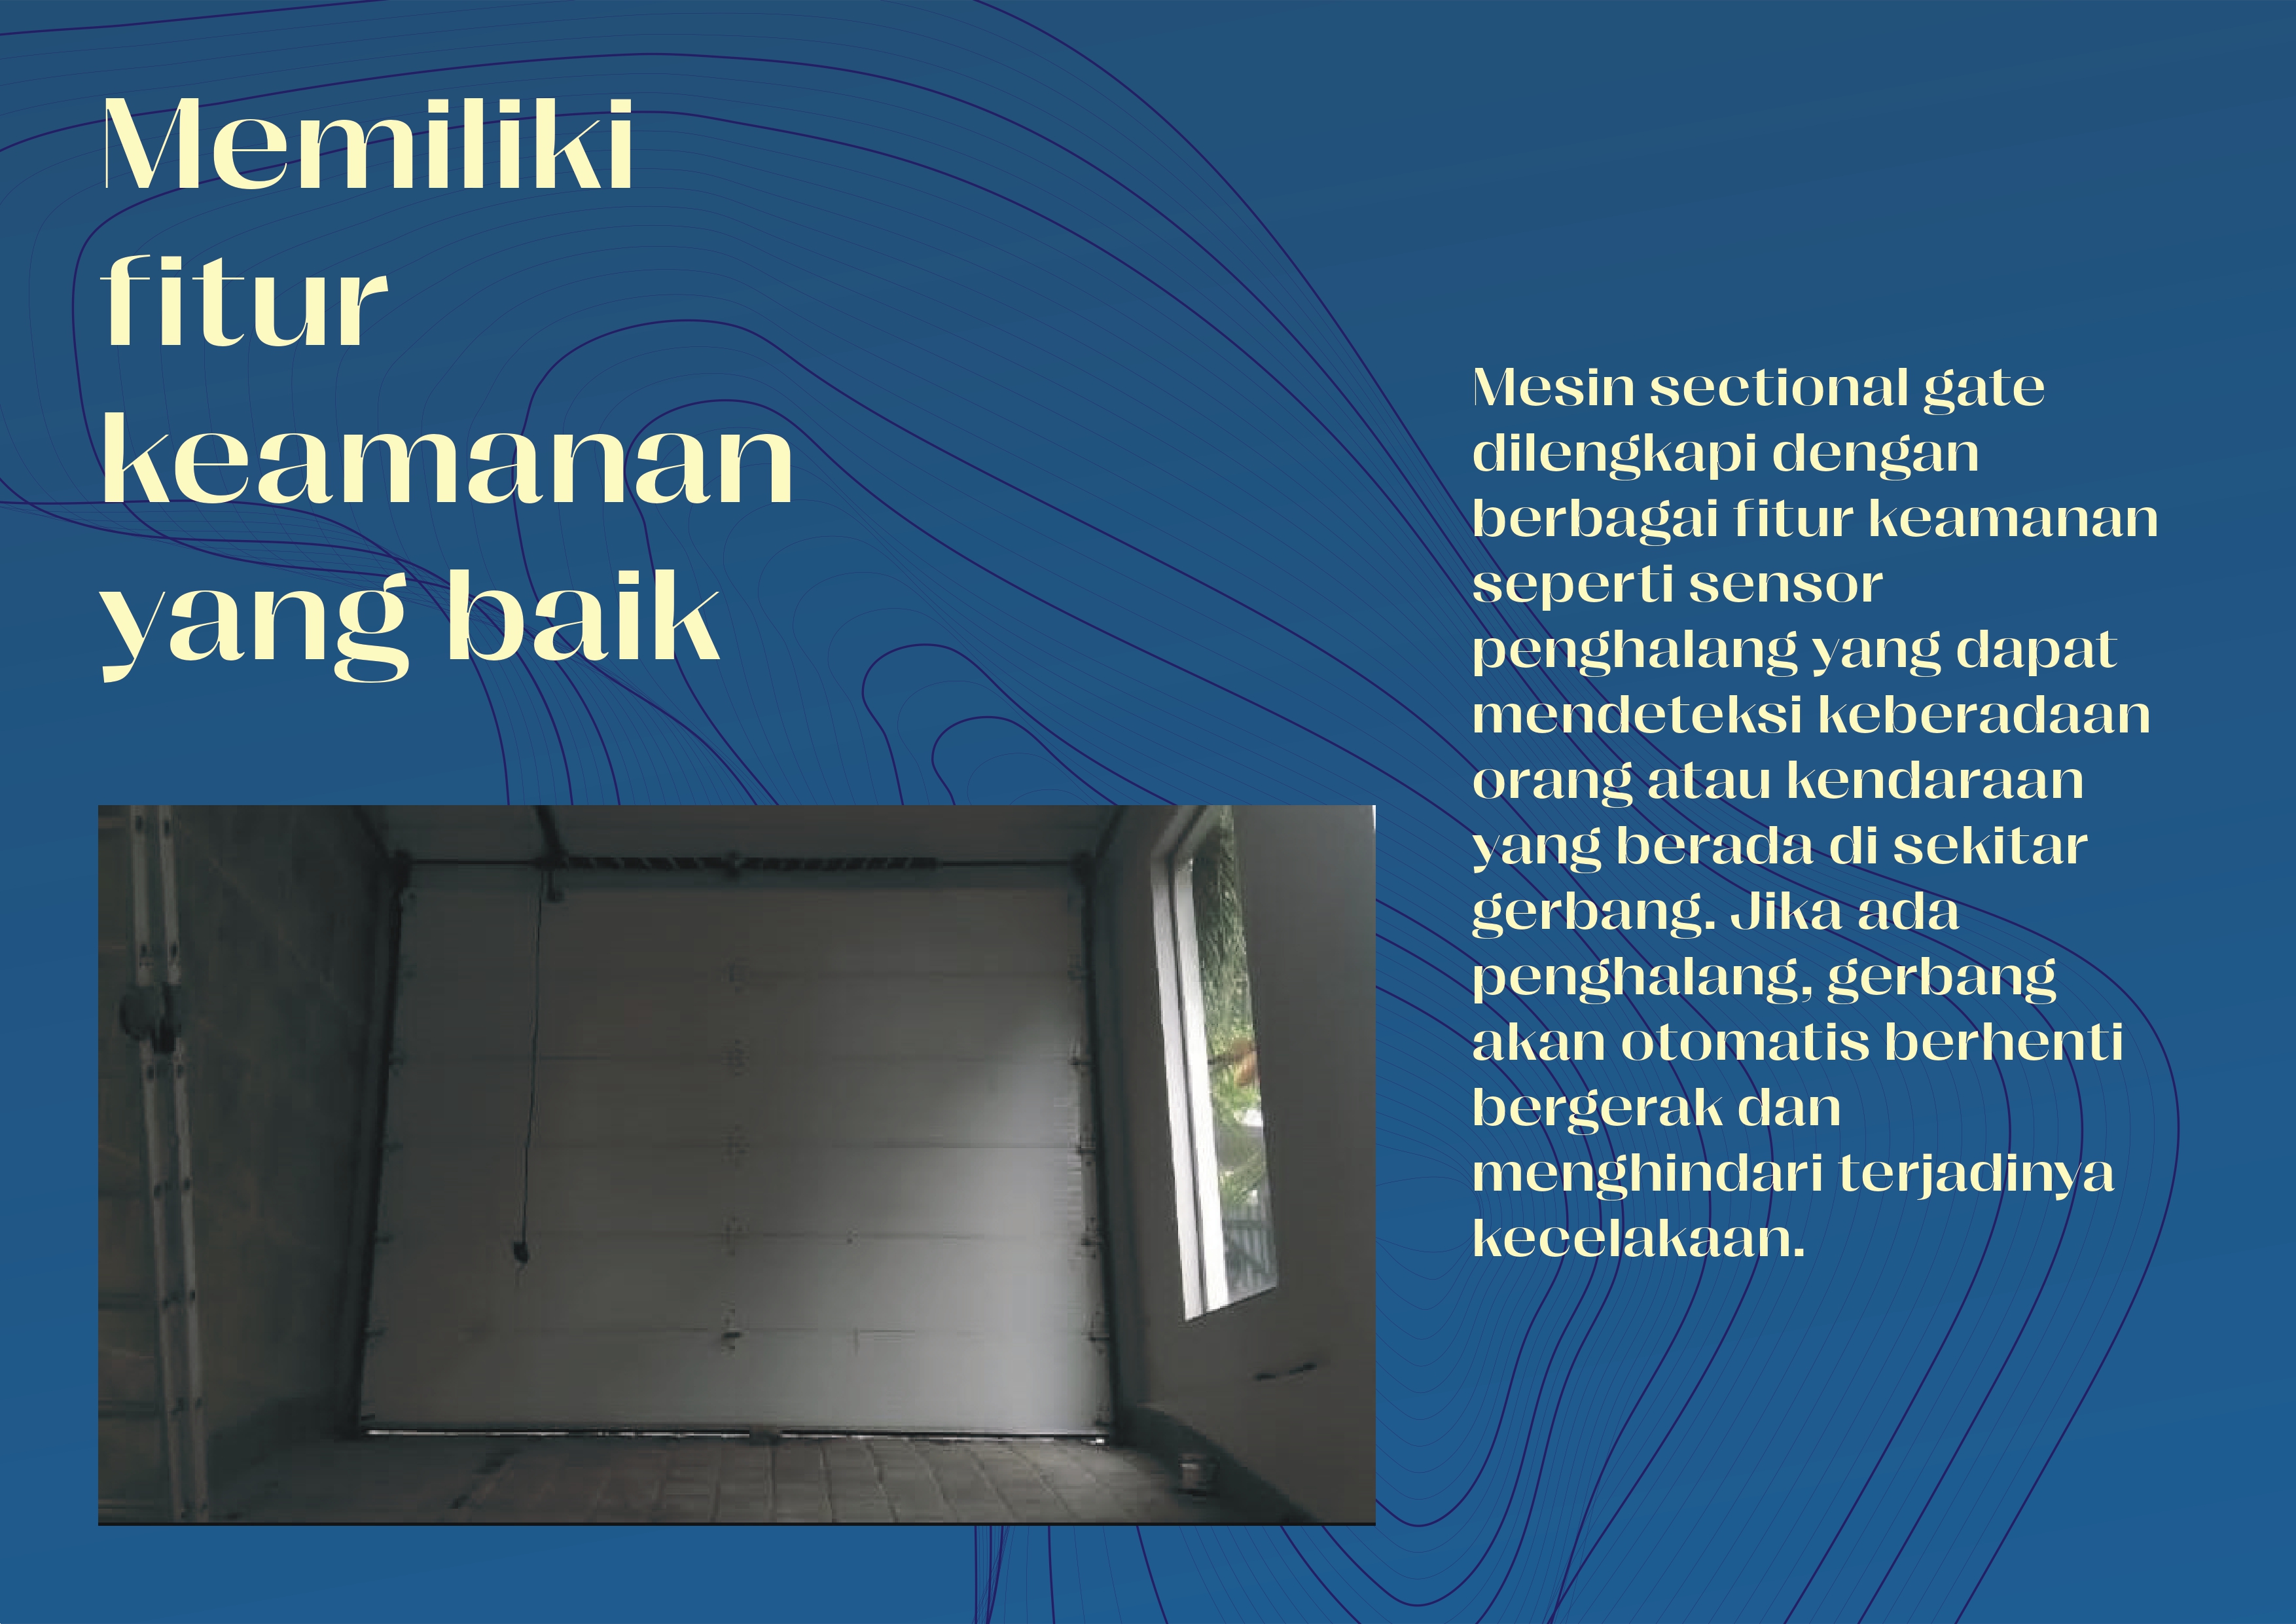 Memiliki
fitur
keamanan
yang baik
Mesin sectional gate
dilengkapi dengan
berbagai fitur keamanan
seperti sensor
penghalang yang dapat
mendeteksi keberadaan
orang atau kendaraan
yang berada di sekitar
gerbang. Jika ada
penghalang, gerbang
akan otomatis berhenti
bergerak dan
menghindari terjadinya
kecelakaan.